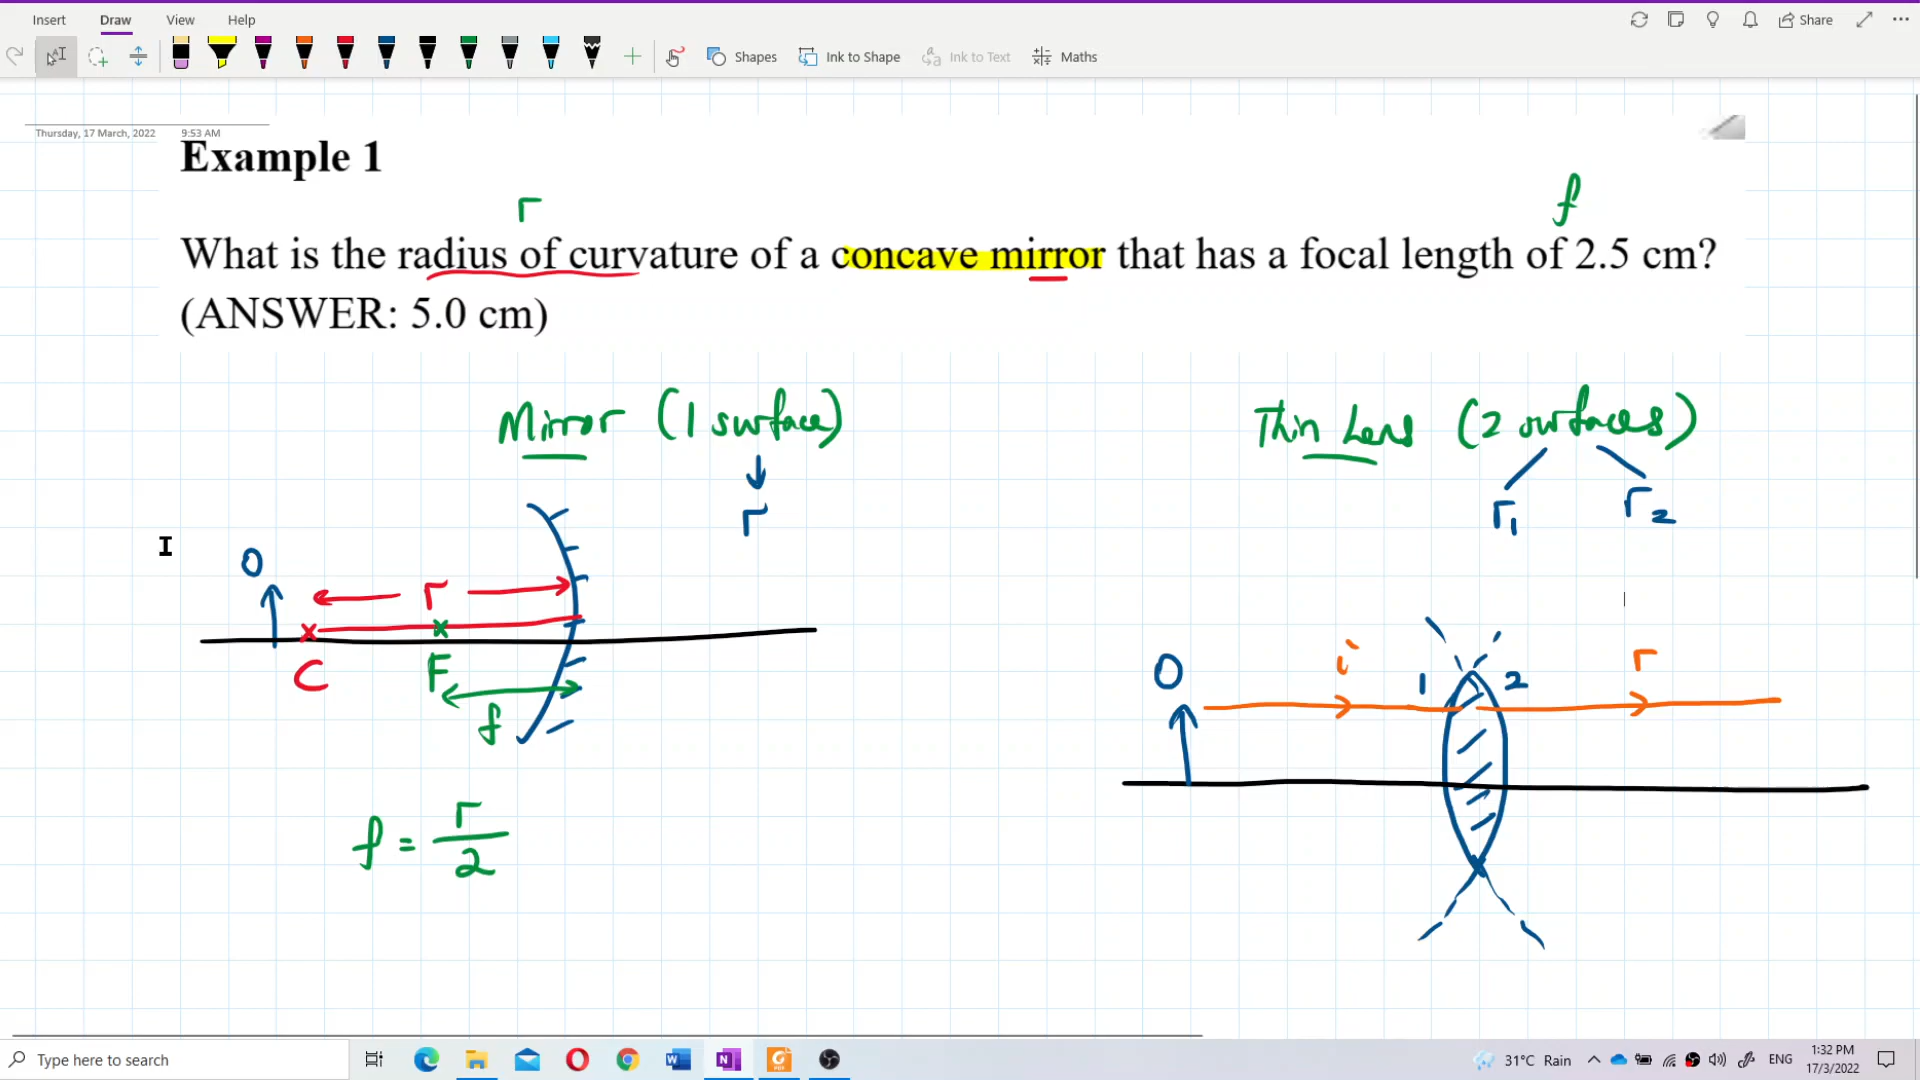 Insert Draw View Help
Share
Shapes Ink to Shape Ink to Text Maths
Thursday, 17 March, 2022 9:53 AM
Example 1
r
f
What is the radius of curvature of a concave mirror that has a focal length of 2.5 cm?
(ANSWER: 5.0 cm)
Mirror (1 surface)
r
Thin Lens (2 surfaces)
r1 r2
O
r
C
F
f
f = r/2
O
i
1
2
r
Type here to search
31°C Rain
ENG
1:32 PM
17/3/2022